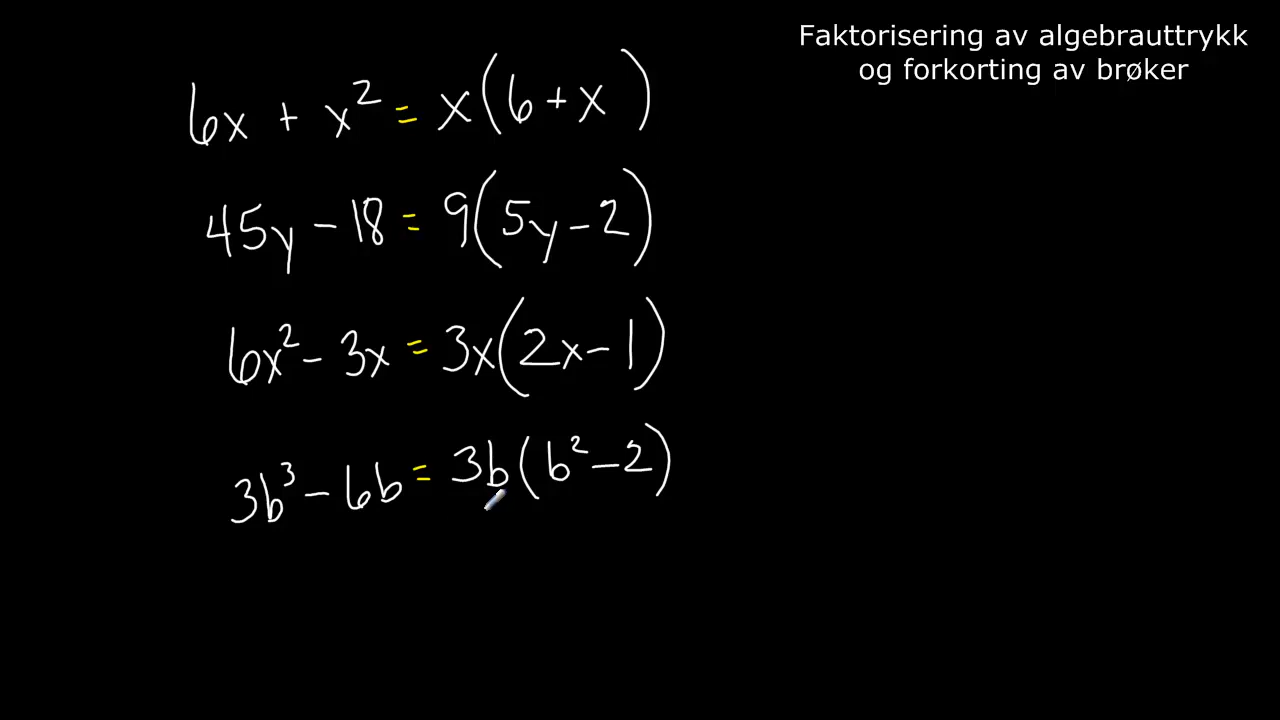 Faktorisering av algebrauttrykk
og forkorting av brøker
6x + x² = x(6 + x)
45y - 18 = 9(5y - 2)
6x² - 3x = 3x(2x - 1)
3b³ - 6b = 3b(b² - 2)